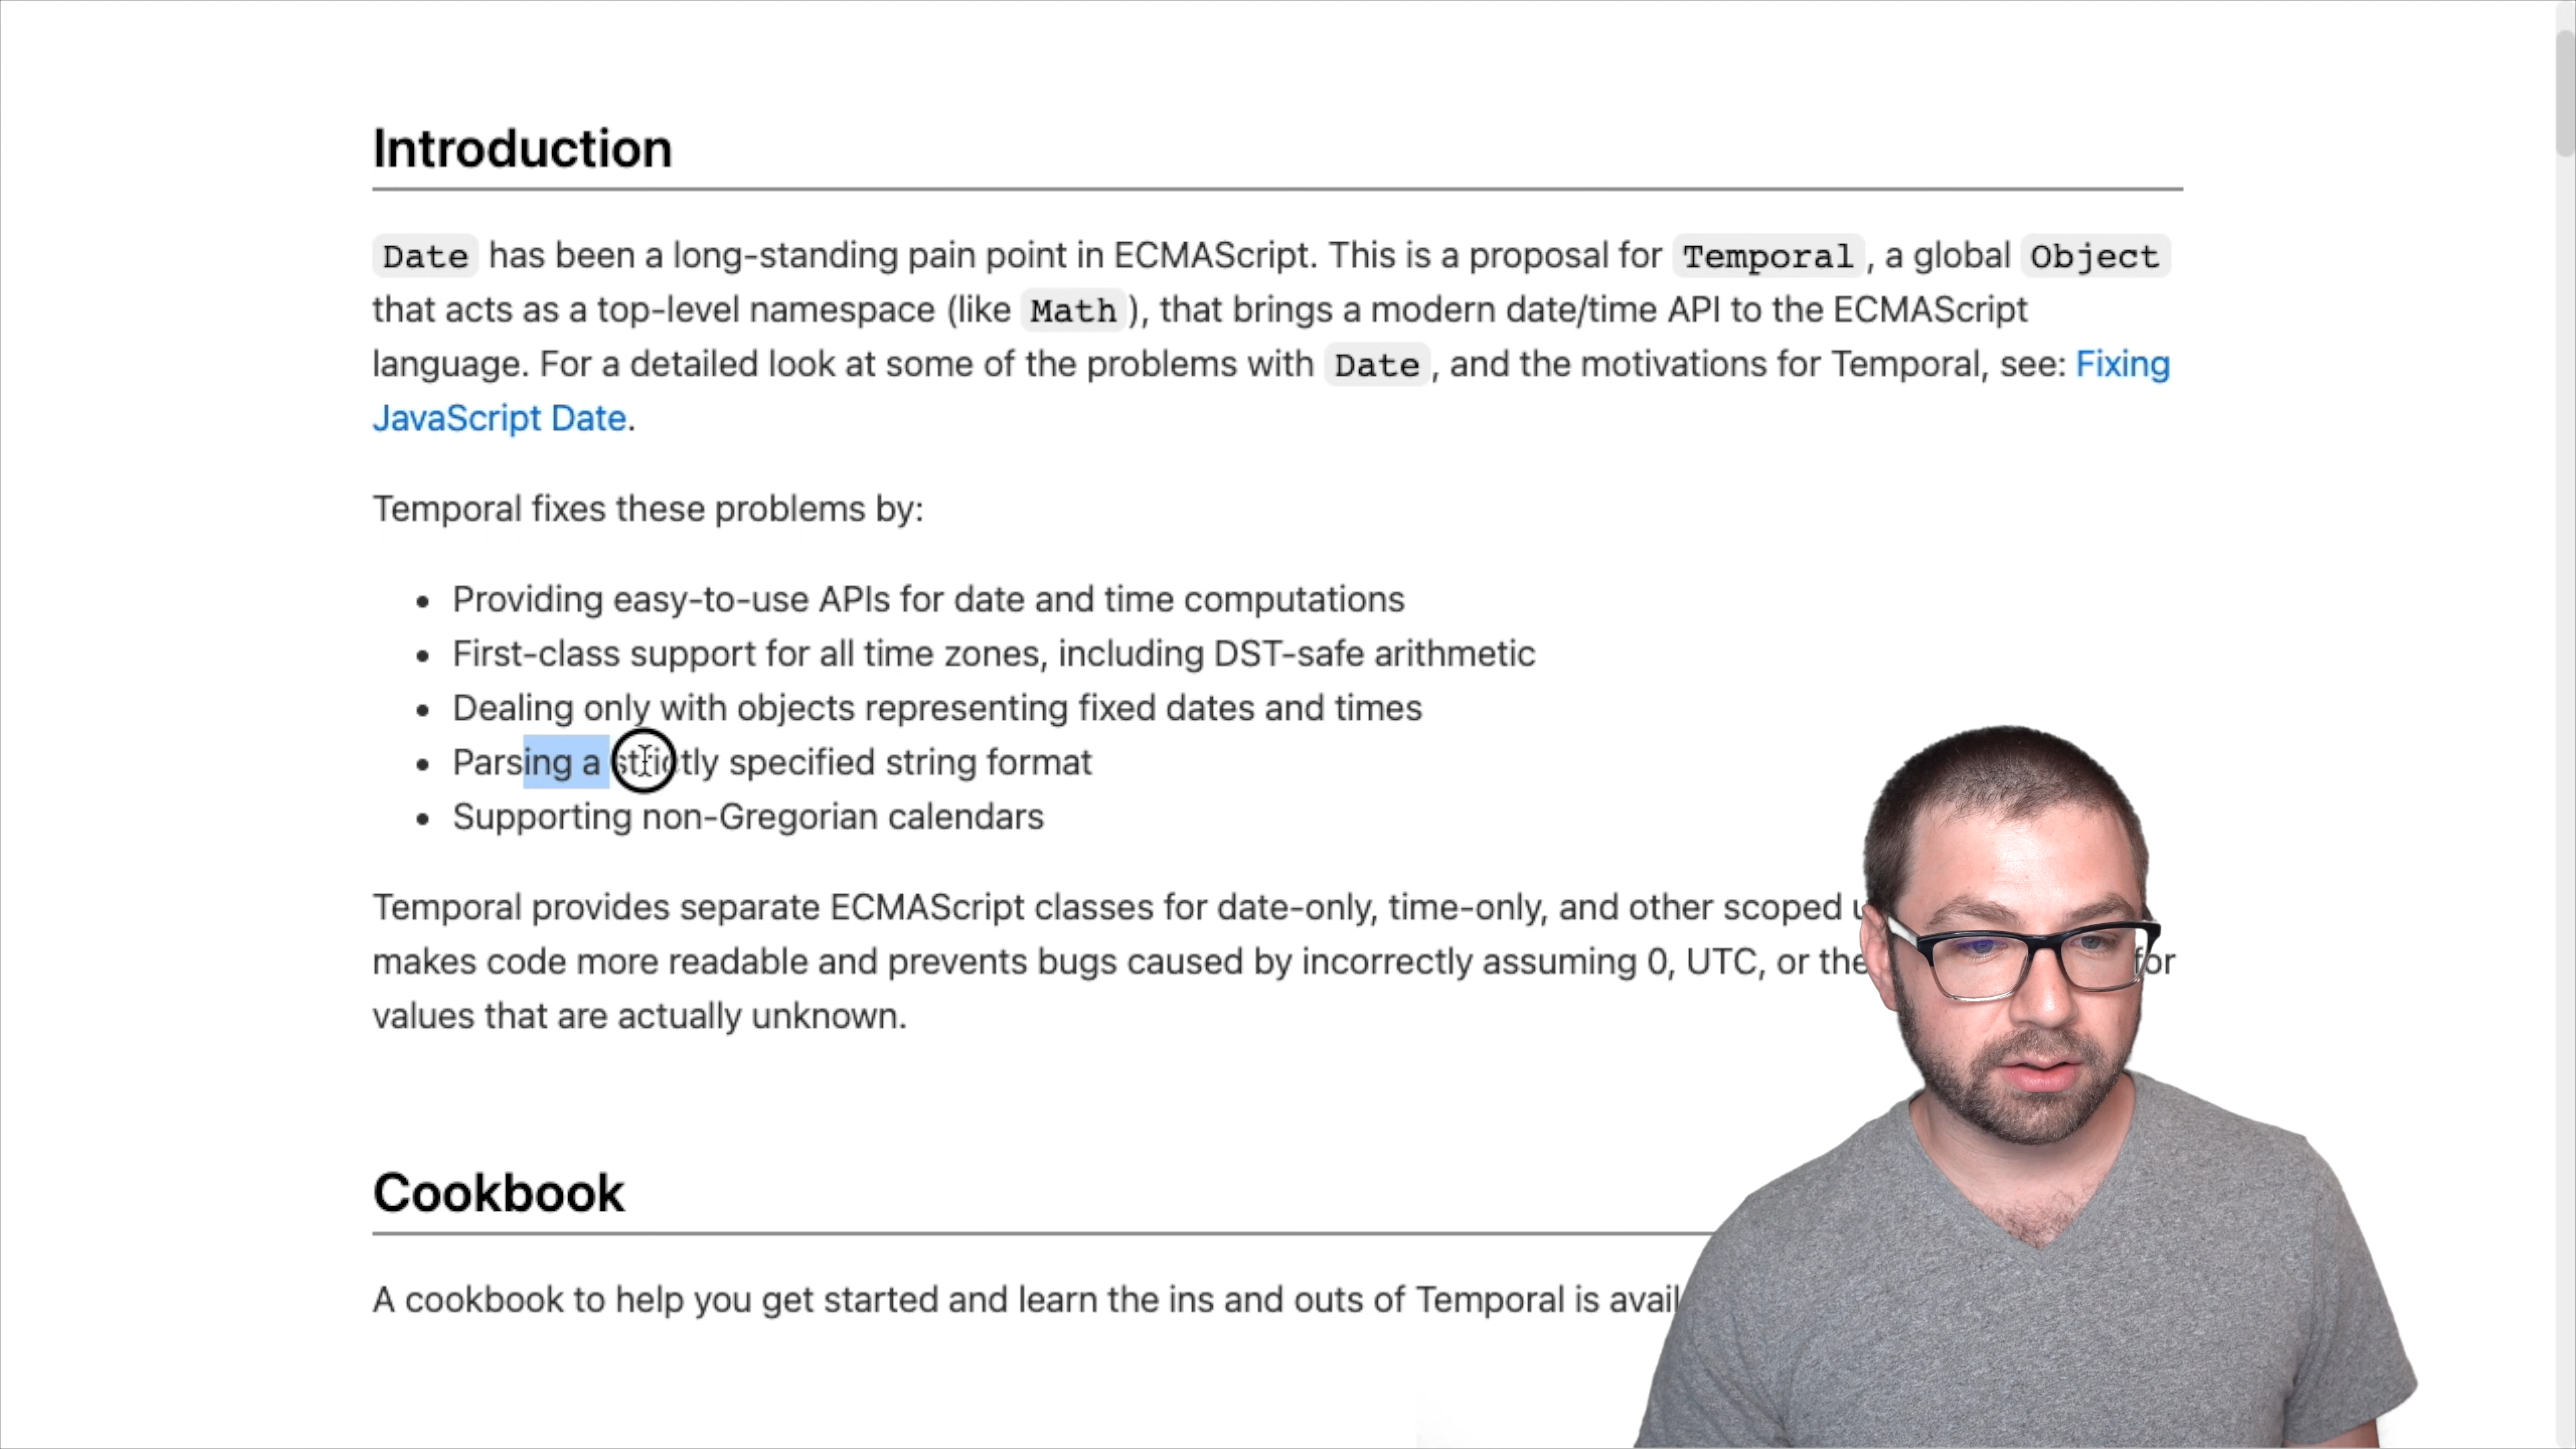 Introduction
Date has been a long-standing pain point in ECMAScript. This is a proposal for Temporal, a global Object
that acts as a top-level namespace (like Math), that brings a modern date/time API to the ECMAScript
language. For a detailed look at some of the problems with Date, and the motivations for Temporal, see: Fixing
JavaScript Date.
Temporal fixes these problems by:
• Providing easy-to-use APIs for date and time computations
• First-class support for all time zones, including DST-safe arithmetic
• Dealing only with objects representing fixed dates and times
• Parsing a strictly specified string format
• Supporting non-Gregorian calendars
Temporal provides separate ECMAScript classes for date-only, time-only, and other scoped
makes code more readable and prevents bugs caused by incorrectly assuming 0, UTC, or the for
values that are actually unknown.
Cookbook
A cookbook to help you get started and learn the ins and outs of Temporal is avail